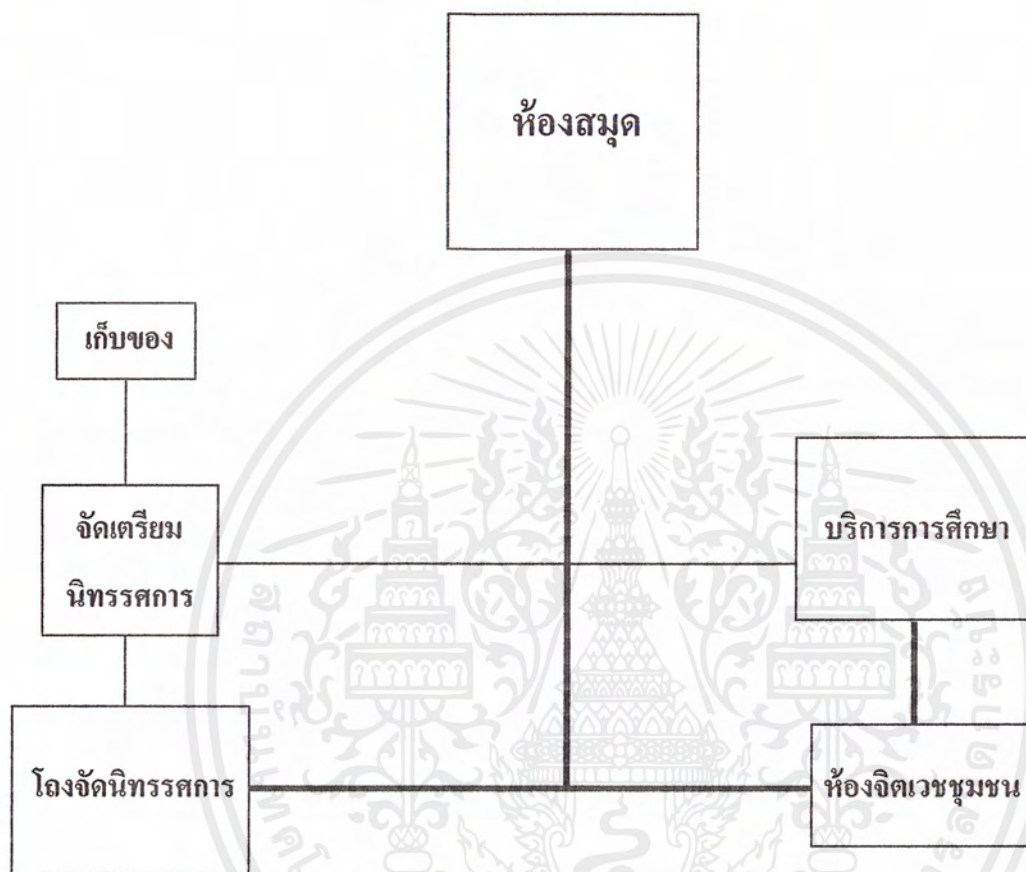 ห้องสมุด
เก็บของ
จัดเตรียม
นิทรรศการ
บริการการศึกษา
โถงจัดนิทรรศการ
ห้องจิตเวชชุมชน